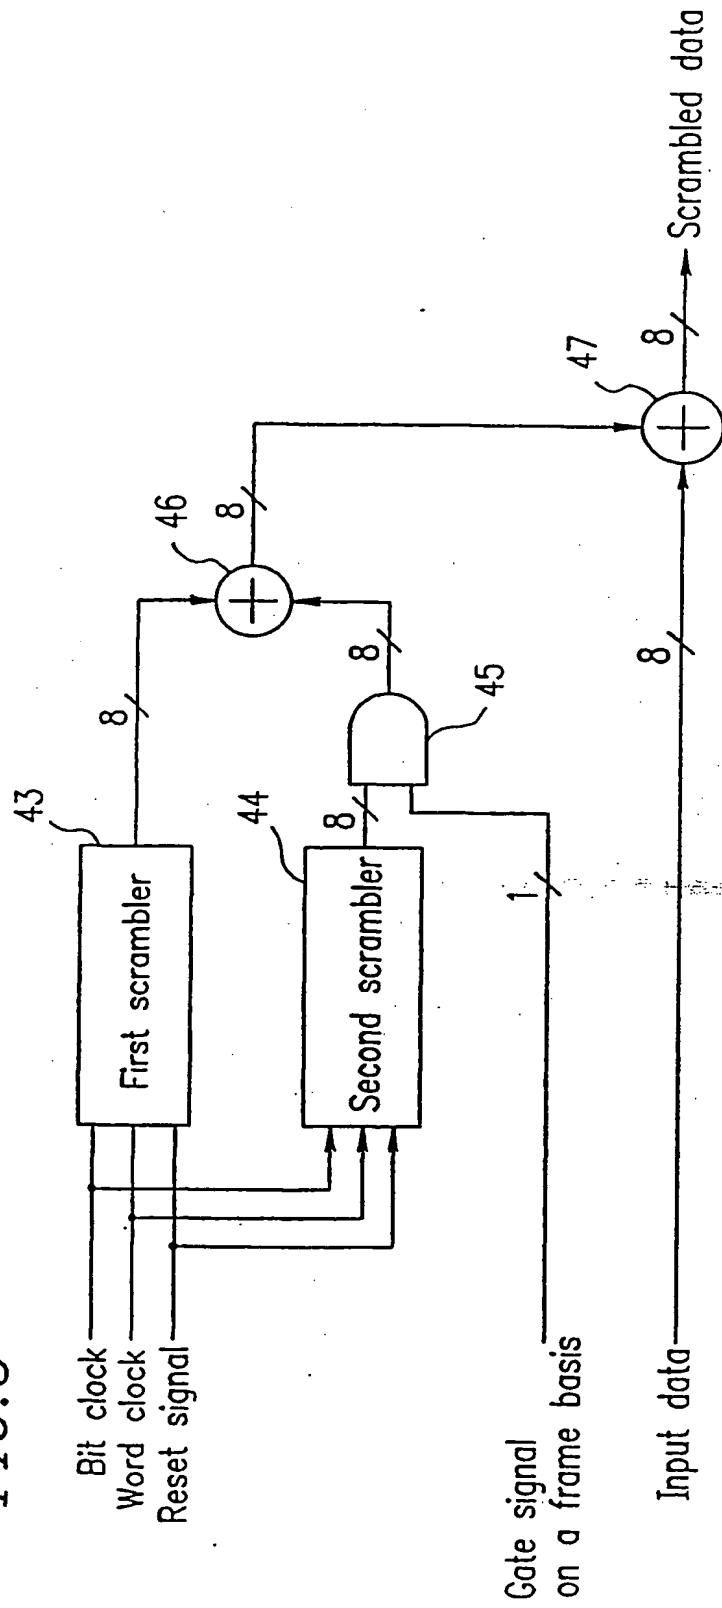 Bit clock
Word clock
Reset signal
43
First scrambler
8
46
8
44
Second scrambler
8
45
8
Gate signal
on a frame basis
1
47
Input data
8
8
Scrambled data